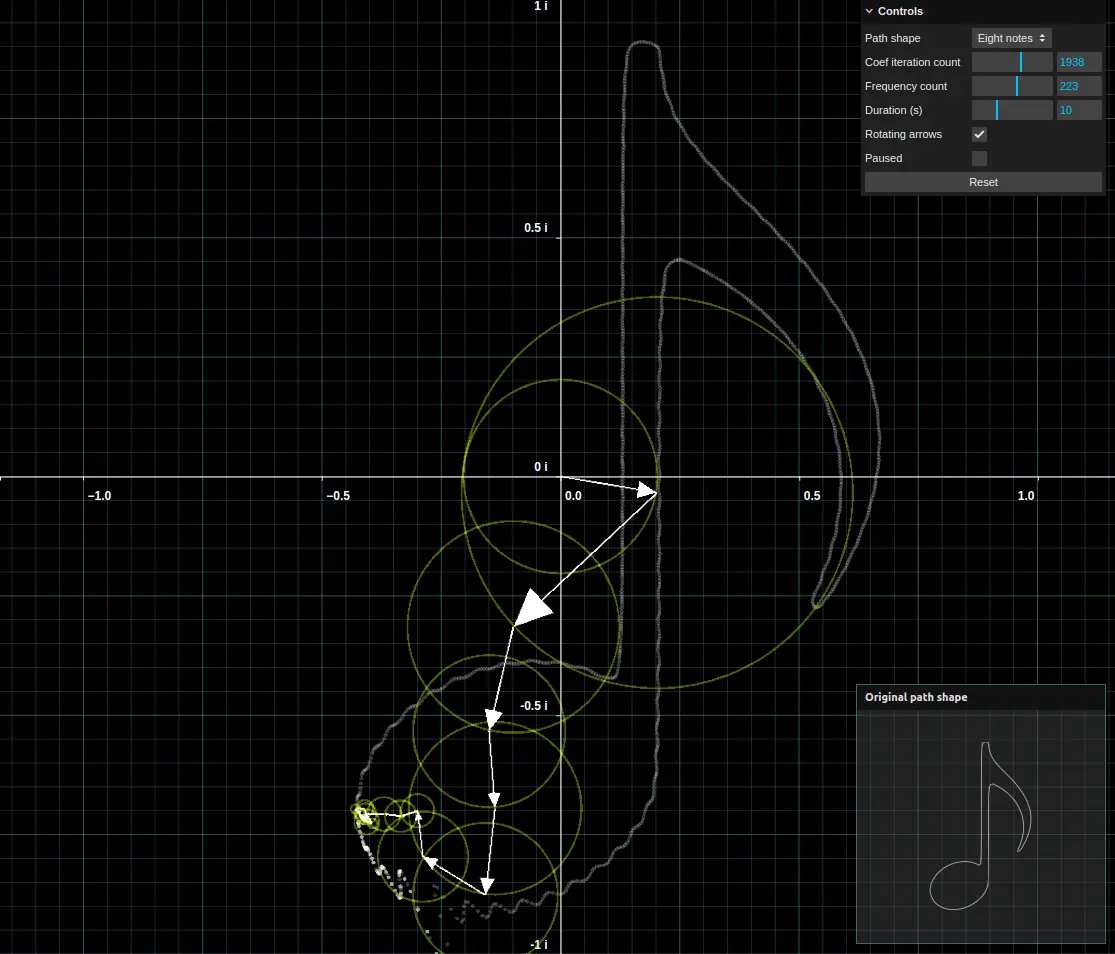 1 i
Controls
Path shape Eight notes
Coef iteration count 1938
Frequency count 223
Duration (s) 10
Rotating arrows
Paused
Reset
0.5 i
0 i
−1.0 −0.5 0.0 0.5 1.0
-0.5 i
Original path shape
-1 i